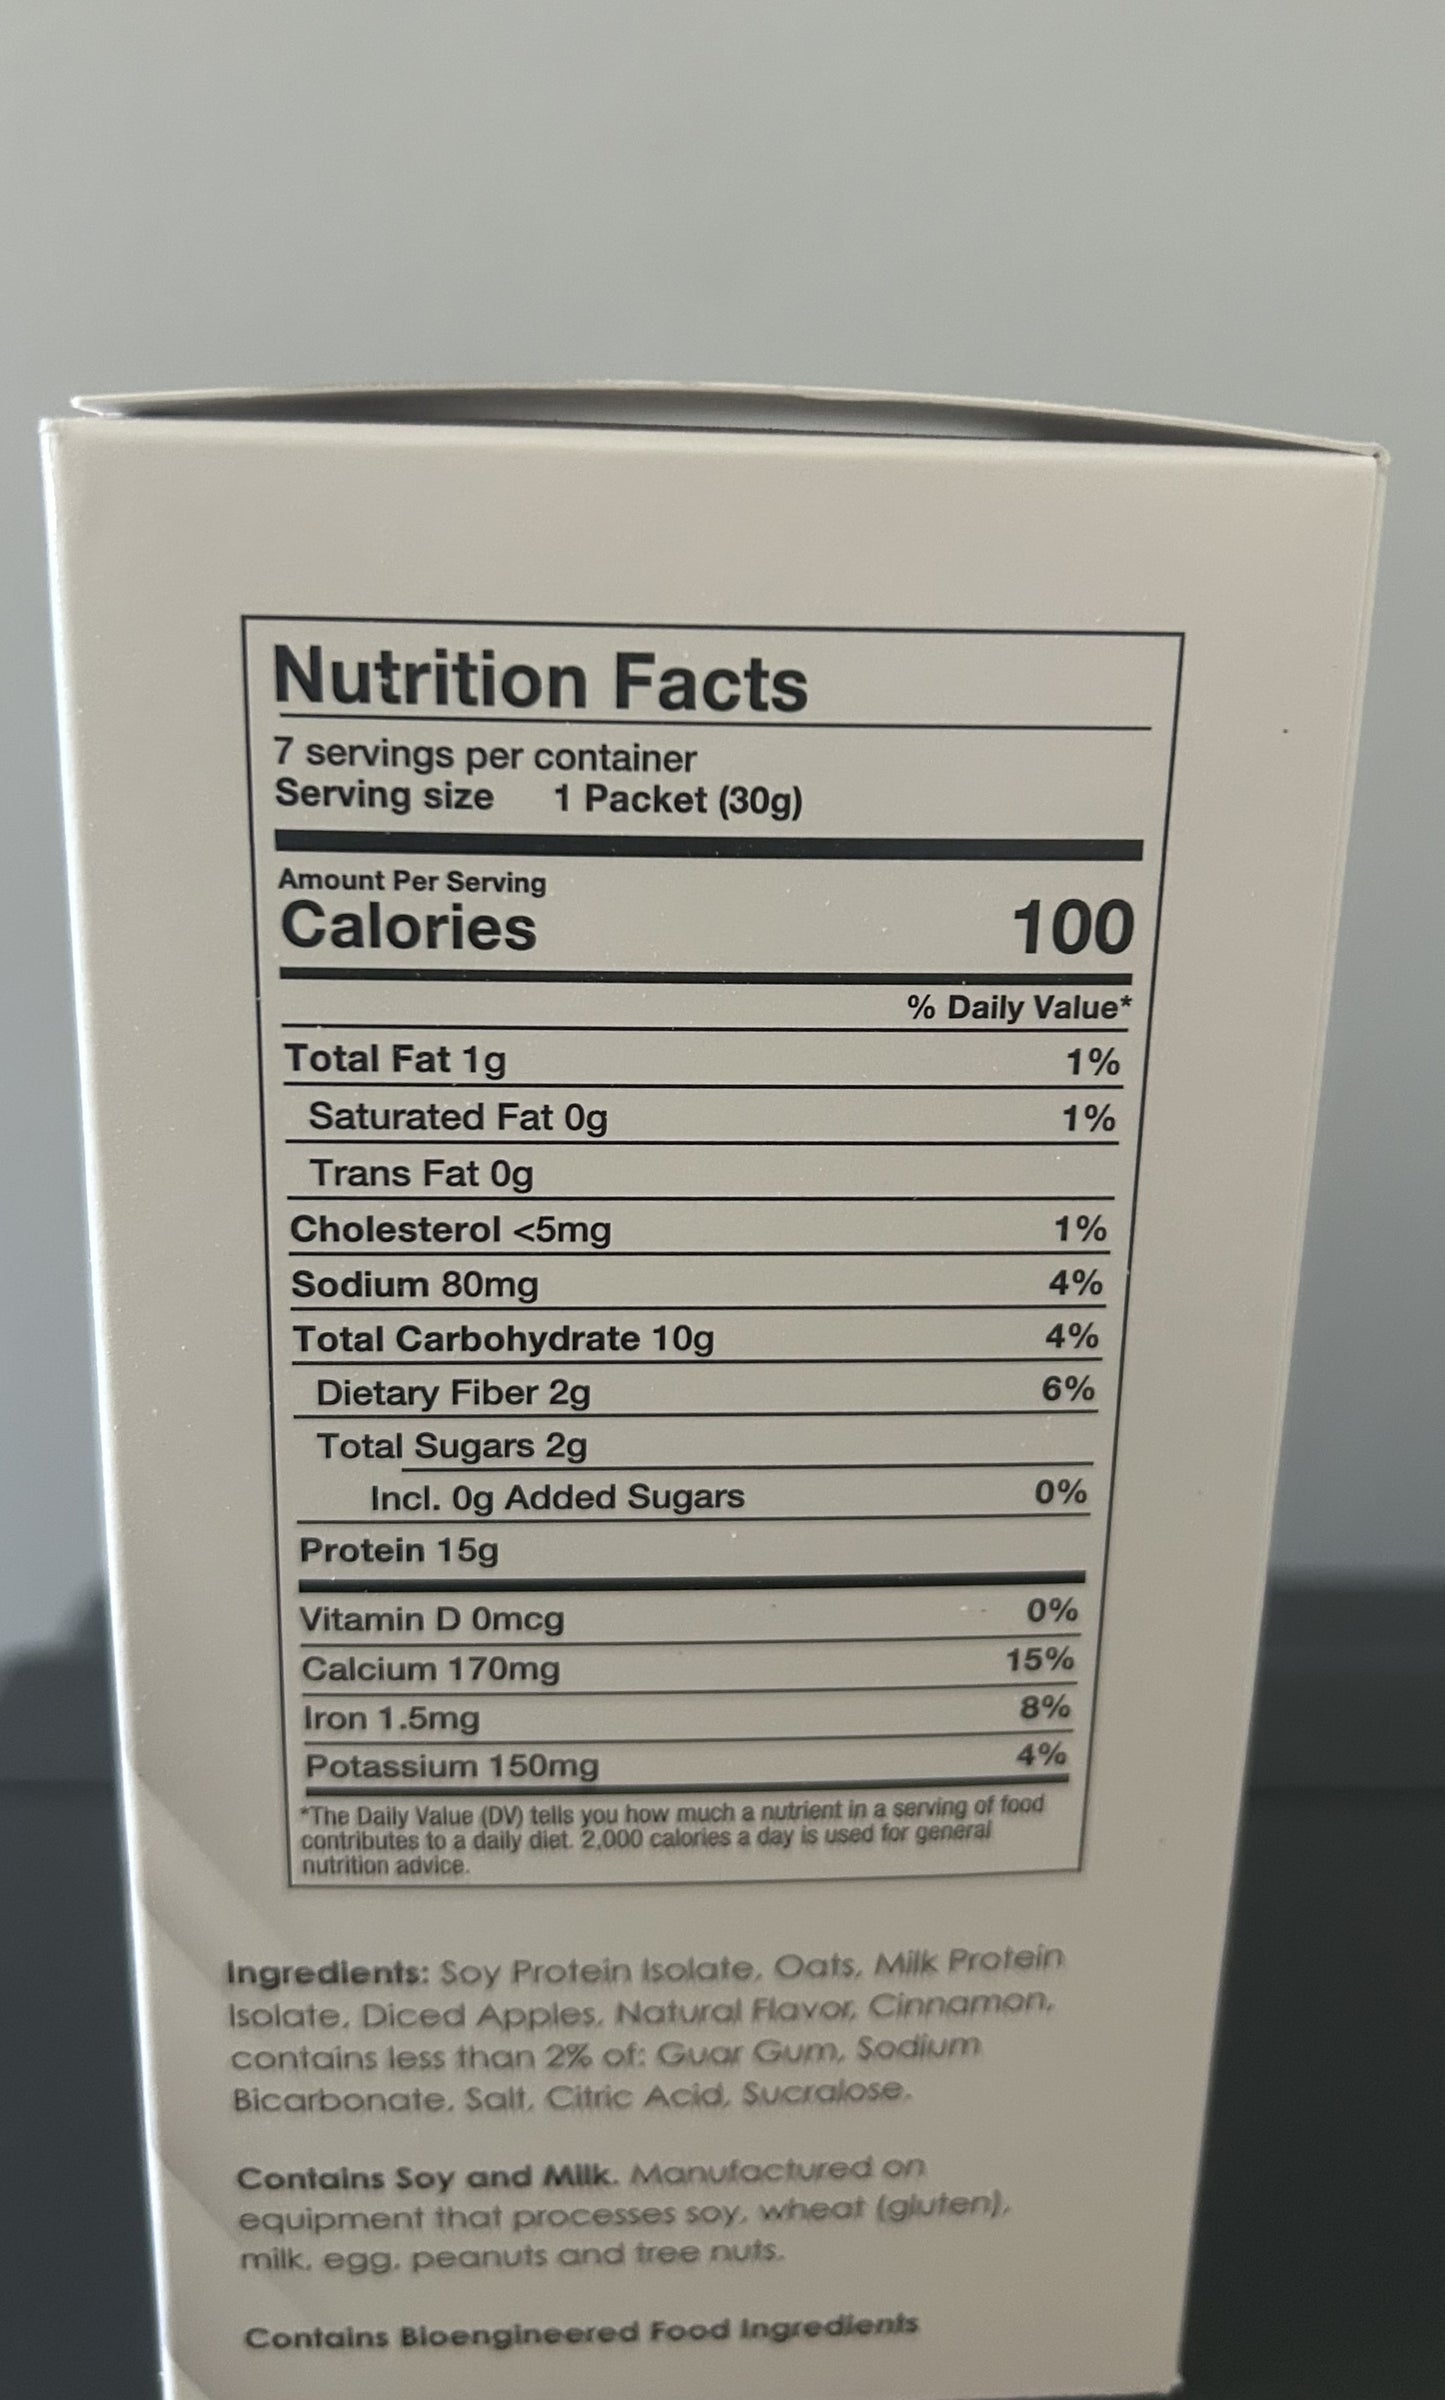 Nutrition Facts
7 servings per container
Serving size 1 Packet (30g)
Amount Per Serving
Calories 100
% Daily Value*
Total Fat 1g 1%
Saturated Fat 0g 1%
Trans Fat 0g
Cholesterol <5mg 1%
Sodium 80mg 4%
Total Carbohydrate 10g 4%
Dietary Fiber 2g 6%
Total Sugars 2g
Incl. 0g Added Sugars 0%
Protein 15g
Vitamin D 0mcg 0%
Calcium 170mg 15%
Iron 1.5mg 8%
Potassium 150mg 4%
*The Daily Value (DV) tells you how much a nutrient in a serving of food
contributes to a daily diet. 2,000 calories a day is used for general
nutrition advice.
Ingredients: Soy Protein Isolate, Oats, Milk Protein
Isolate, Diced Apples, Natural Flavor, Cinnamon,
contains less than 2% of: Guar Gum, Sodium
Bicarbonate, Salt, Citric Acid, Sucralose.
Contains Soy and Milk. Manufactured on
equipment that processes soy, wheat (gluten),
milk, egg, peanuts and tree nuts.
Contains Bioengineered Food Ingredients